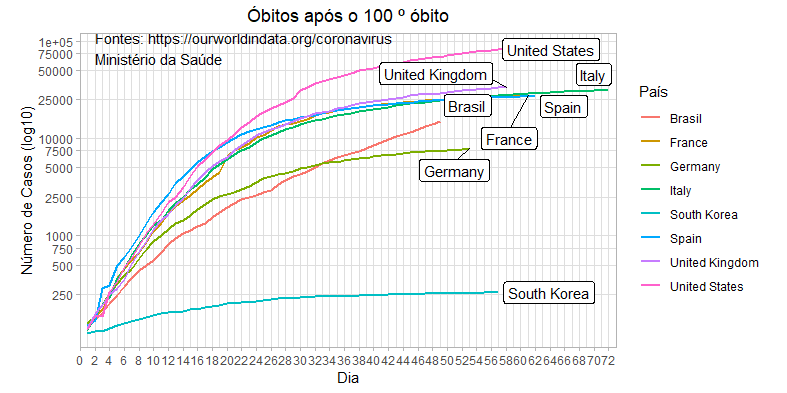 Óbitos após o 100 º óbito
Fontes: https://ourworldindata.org/coronavirus
Ministério da Saúde
Número de Casos (log10)
1e+05
75000
50000
25000
10000
7500
5000
2500
1000
750
500
250
United States
United Kingdom
Italy
Brasil
Spain
France
Germany
South Korea
0 2 4 6 8 10 12 14 16 18 20 22 24 26 28 30 32 34 36 38 40 42 44 46 48 50 52 54 56 58 60 62 64 66 68 70 72
Dia
País
Brasil
France
Germany
Italy
South Korea
Spain
United Kingdom
United States